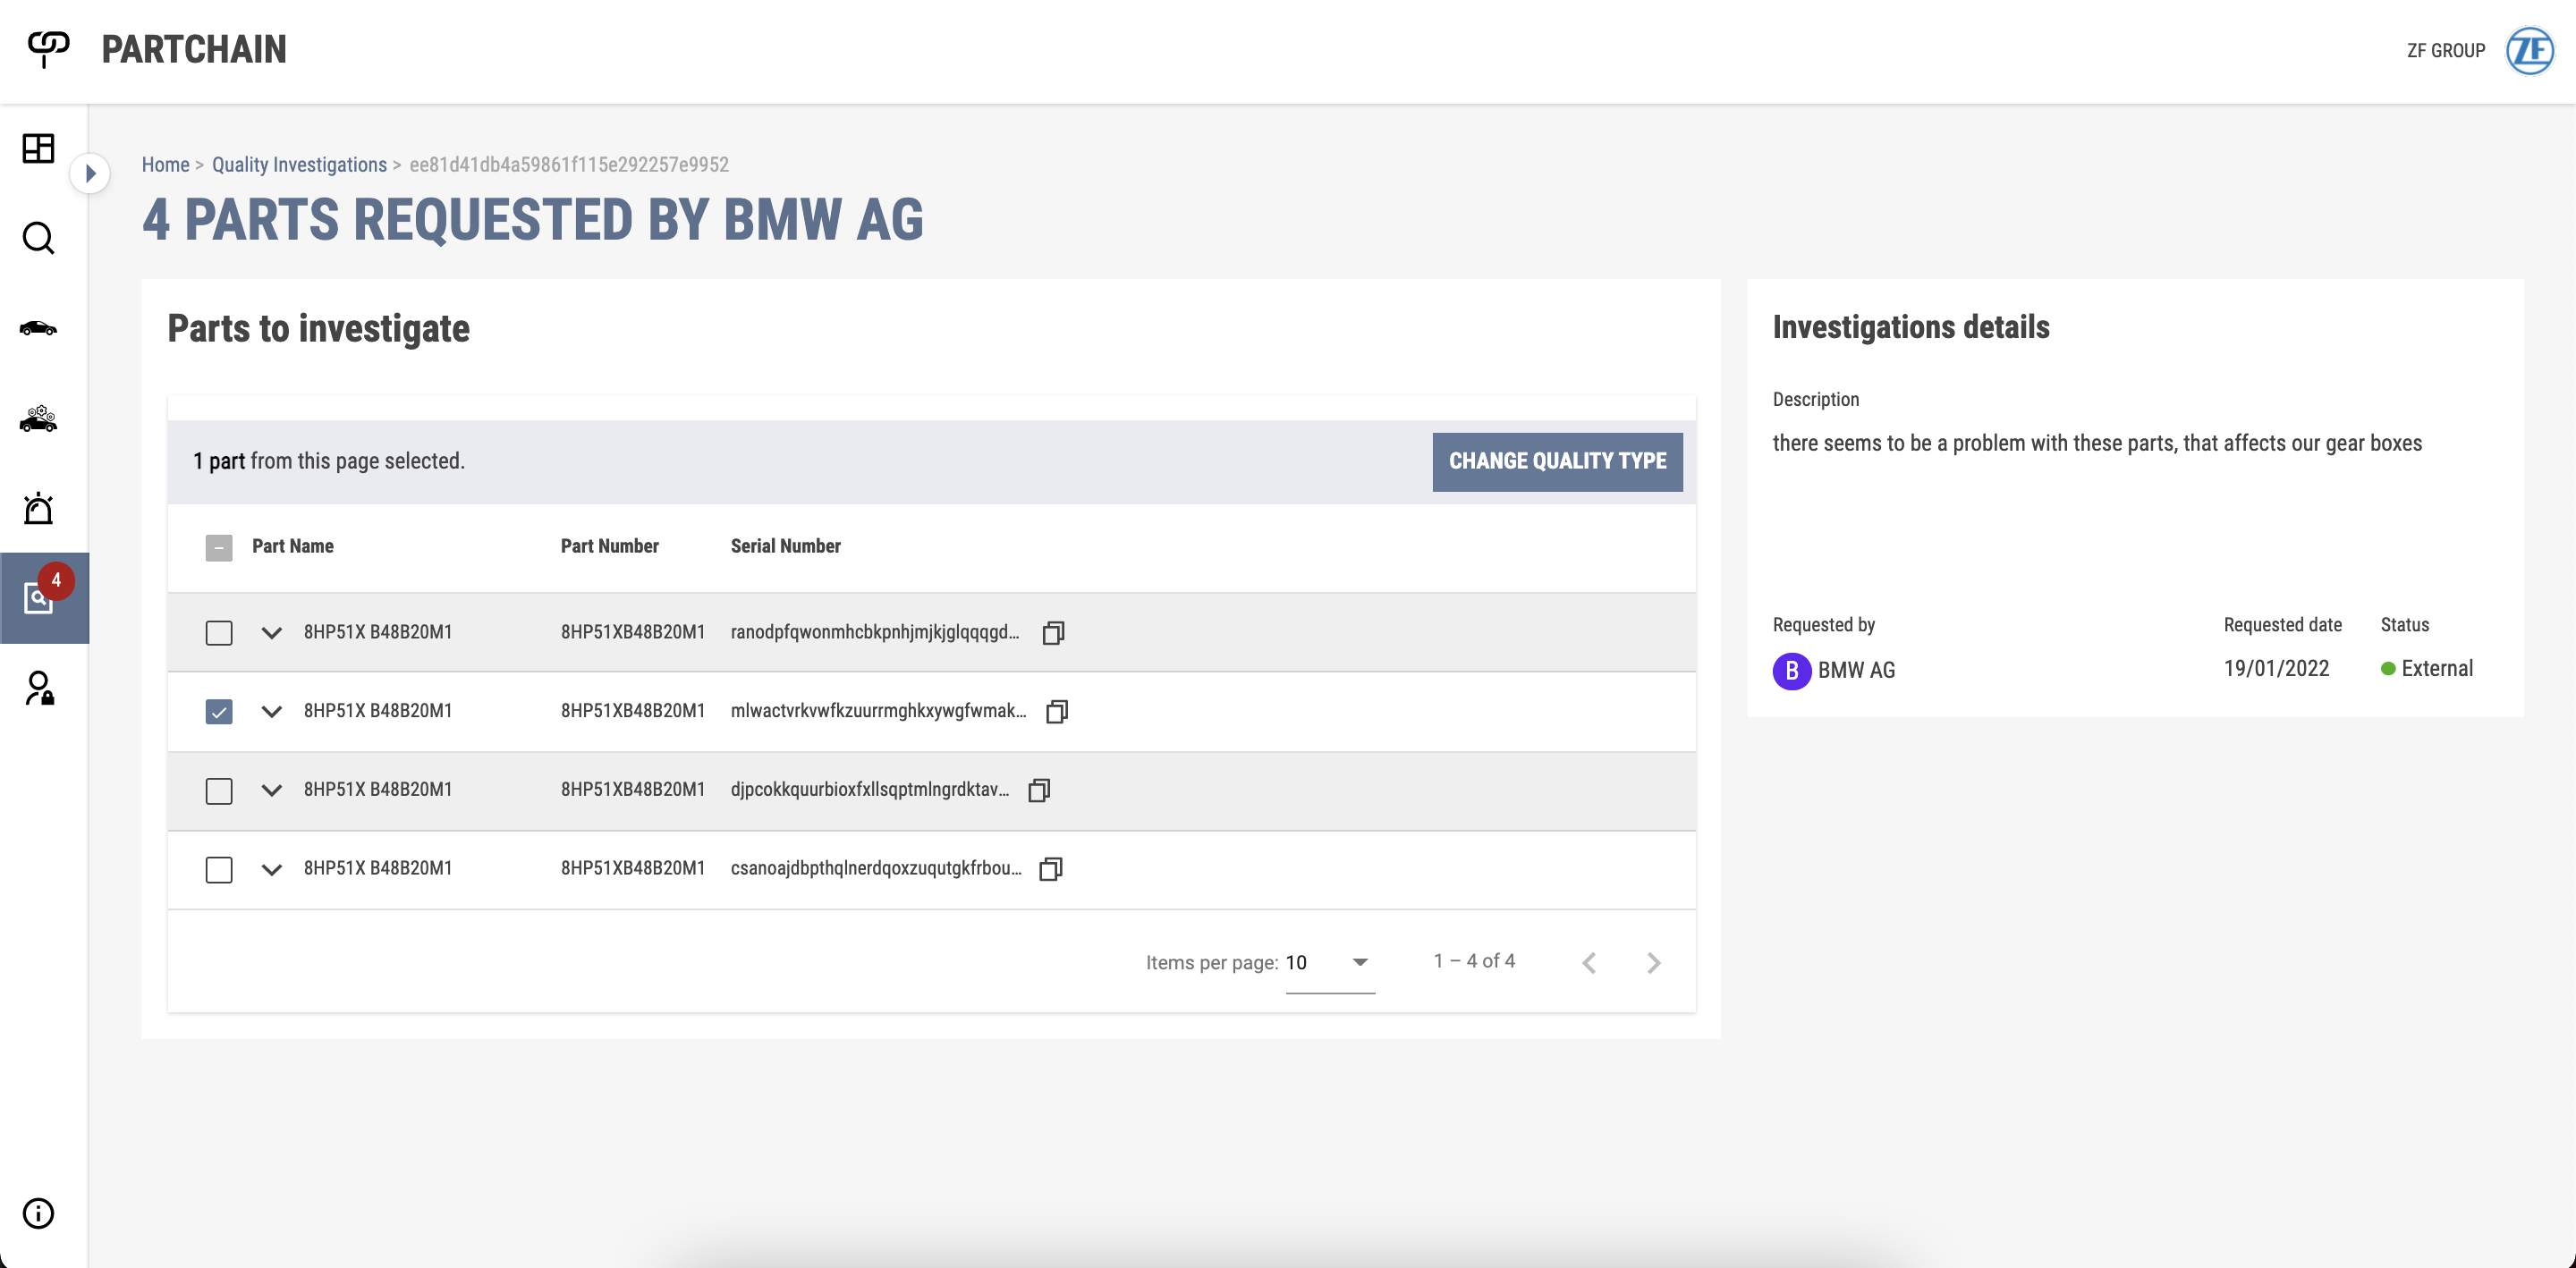 PARTCHAIN
ZF GROUP
ZF
Home > Quality Investigations > ee81d41db4a59861f115e292257e9952
4 PARTS REQUESTED BY BMW AG
Parts to investigate
1 part from this page selected.
CHANGE QUALITY TYPE
Part Name Part Number Serial Number
8HP51X B48B20M1 8HP51XB48B20M1 ranodpfqwonmhcbkpnhjmjkjglqqqgd...
4
8HP51X B48B20M1 8HP51XB48B20M1 mlwactvrkvwfkzuurrmghkxywgfwmak...
8HP51X B48B20M1 8HP51XB48B20M1 djpcokkquurbioxfxllsqptmlngrdktav...
8HP51X B48B20M1 8HP51XB48B20M1 csanoajdbpthqlnerdqoxzuqutgkfrbou...
Items per page: 10 1 – 4 of 4
Investigations details
Description
there seems to be a problem with these parts, that affects our gear boxes
Requested by Requested date Status
B BMW AG 19/01/2022 External